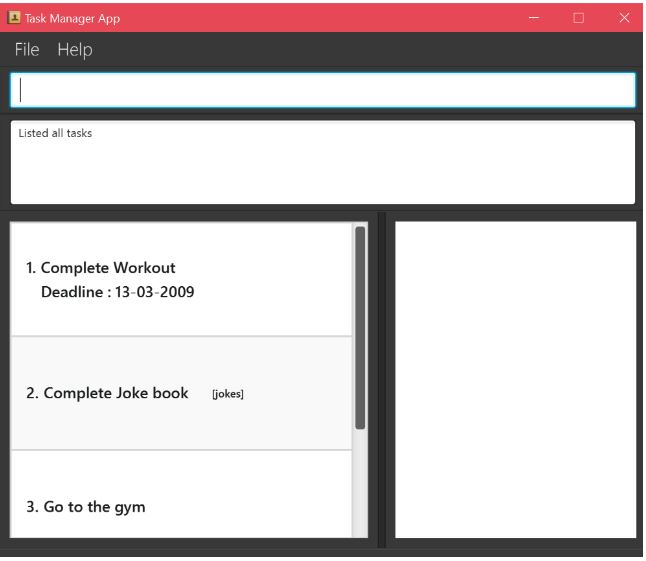 Task Manager App
File Help
Listed all tasks
1. Complete Workout
Deadline : 13-03-2009
2. Complete Joke book [jokes]
3. Go to the gym